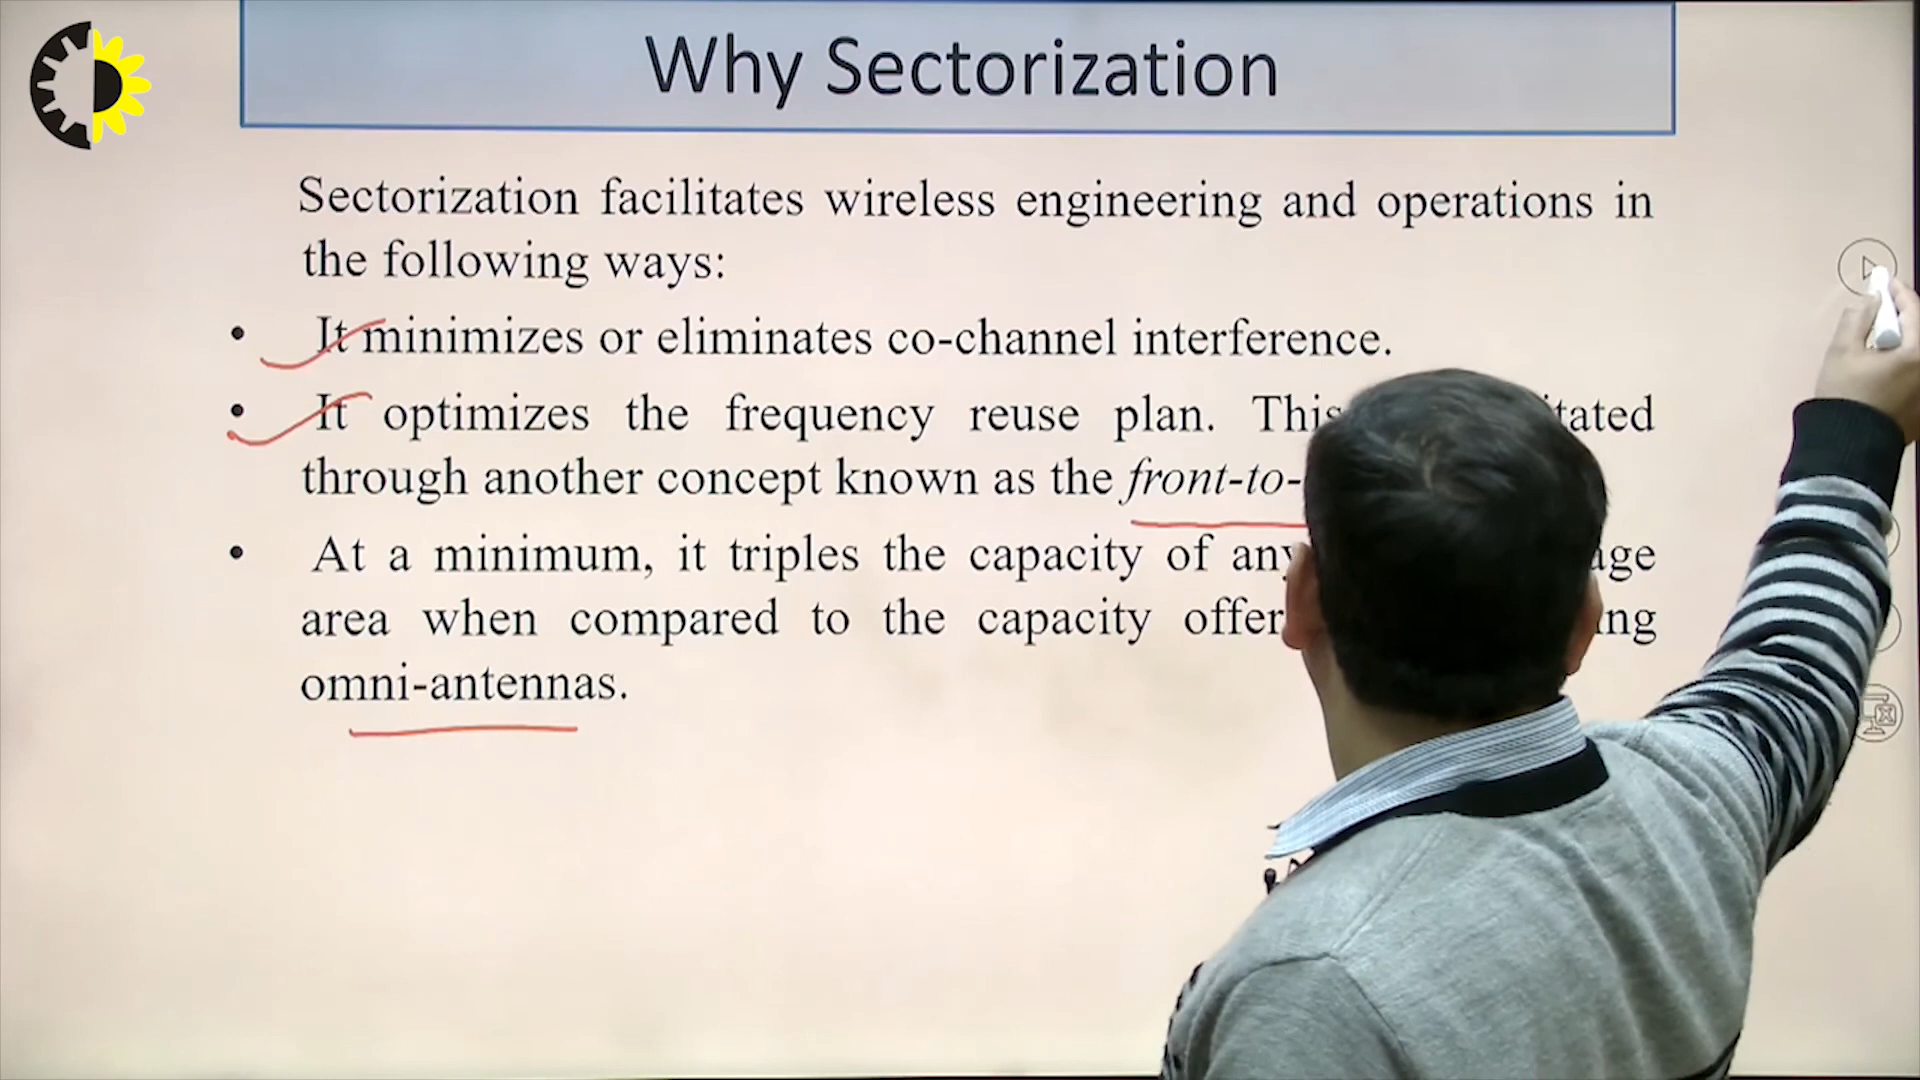 Why Sectorization
Sectorization facilitates wireless engineering and operations in
the following ways:
• It minimizes or eliminates co-channel interference.
• It optimizes the frequency reuse plan. This
through another concept known as the front-to-
• At a minimum, it triples the capacity of any
area when compared to the capacity
omni-antennas.